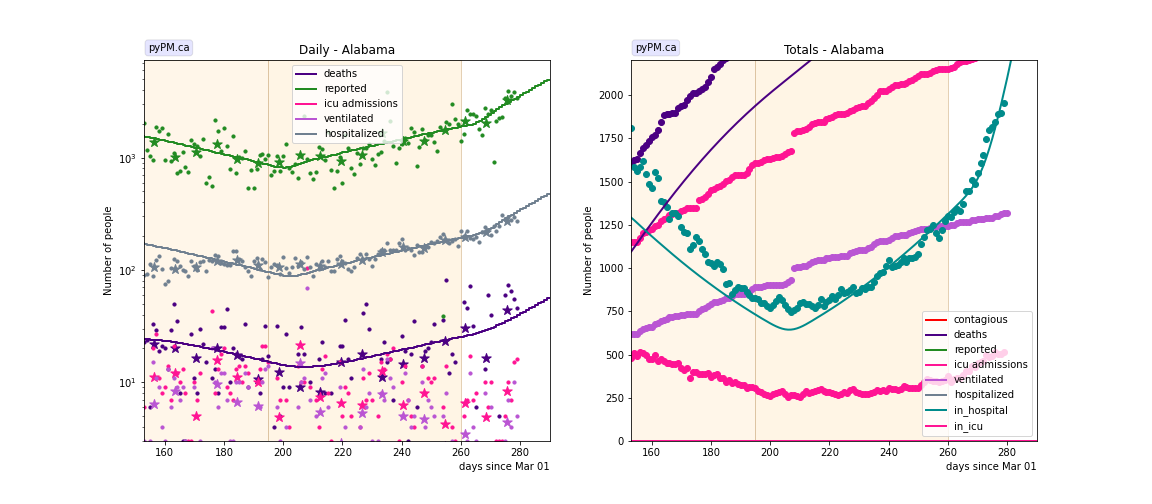 pyPM.ca
Daily - Alabama
Number of people
10³
10²
10¹
deaths
reported
icu admissions
ventilated
hospitalized
160 180 200 220 240 260 280
days since Mar 01
pyPM.ca
Totals - Alabama
Number of people
2000
1750
1500
1250
1000
750
500
250
0
contagious
deaths
reported
icu admissions
ventilated
hospitalized
in_hospital
in_icu
160 180 200 220 240 260 280
days since Mar 01